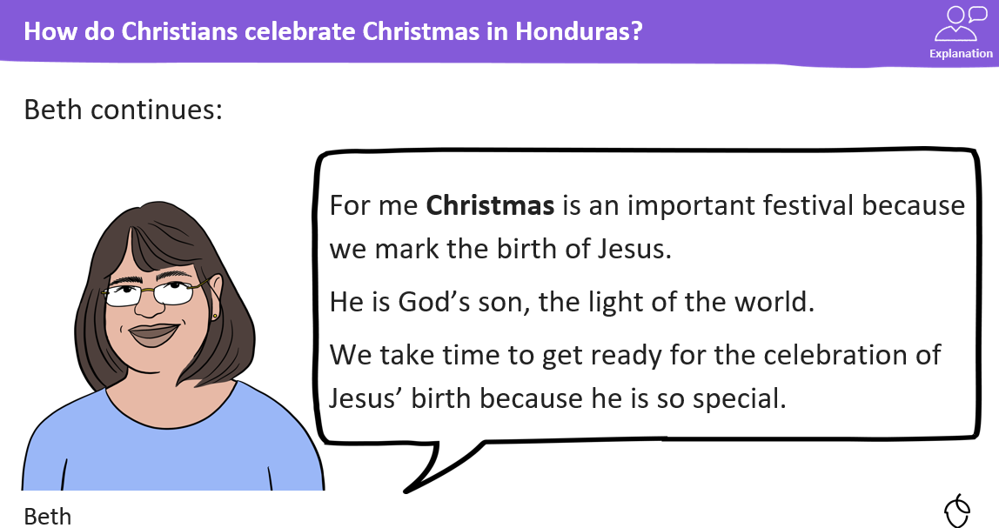 How do Christians celebrate Christmas in Honduras?
Explanation
Beth continues:
For me Christmas is an important festival because
we mark the birth of Jesus.
He is God’s son, the light of the world.
We take time to get ready for the celebration of
Jesus’ birth because he is so special.
Beth